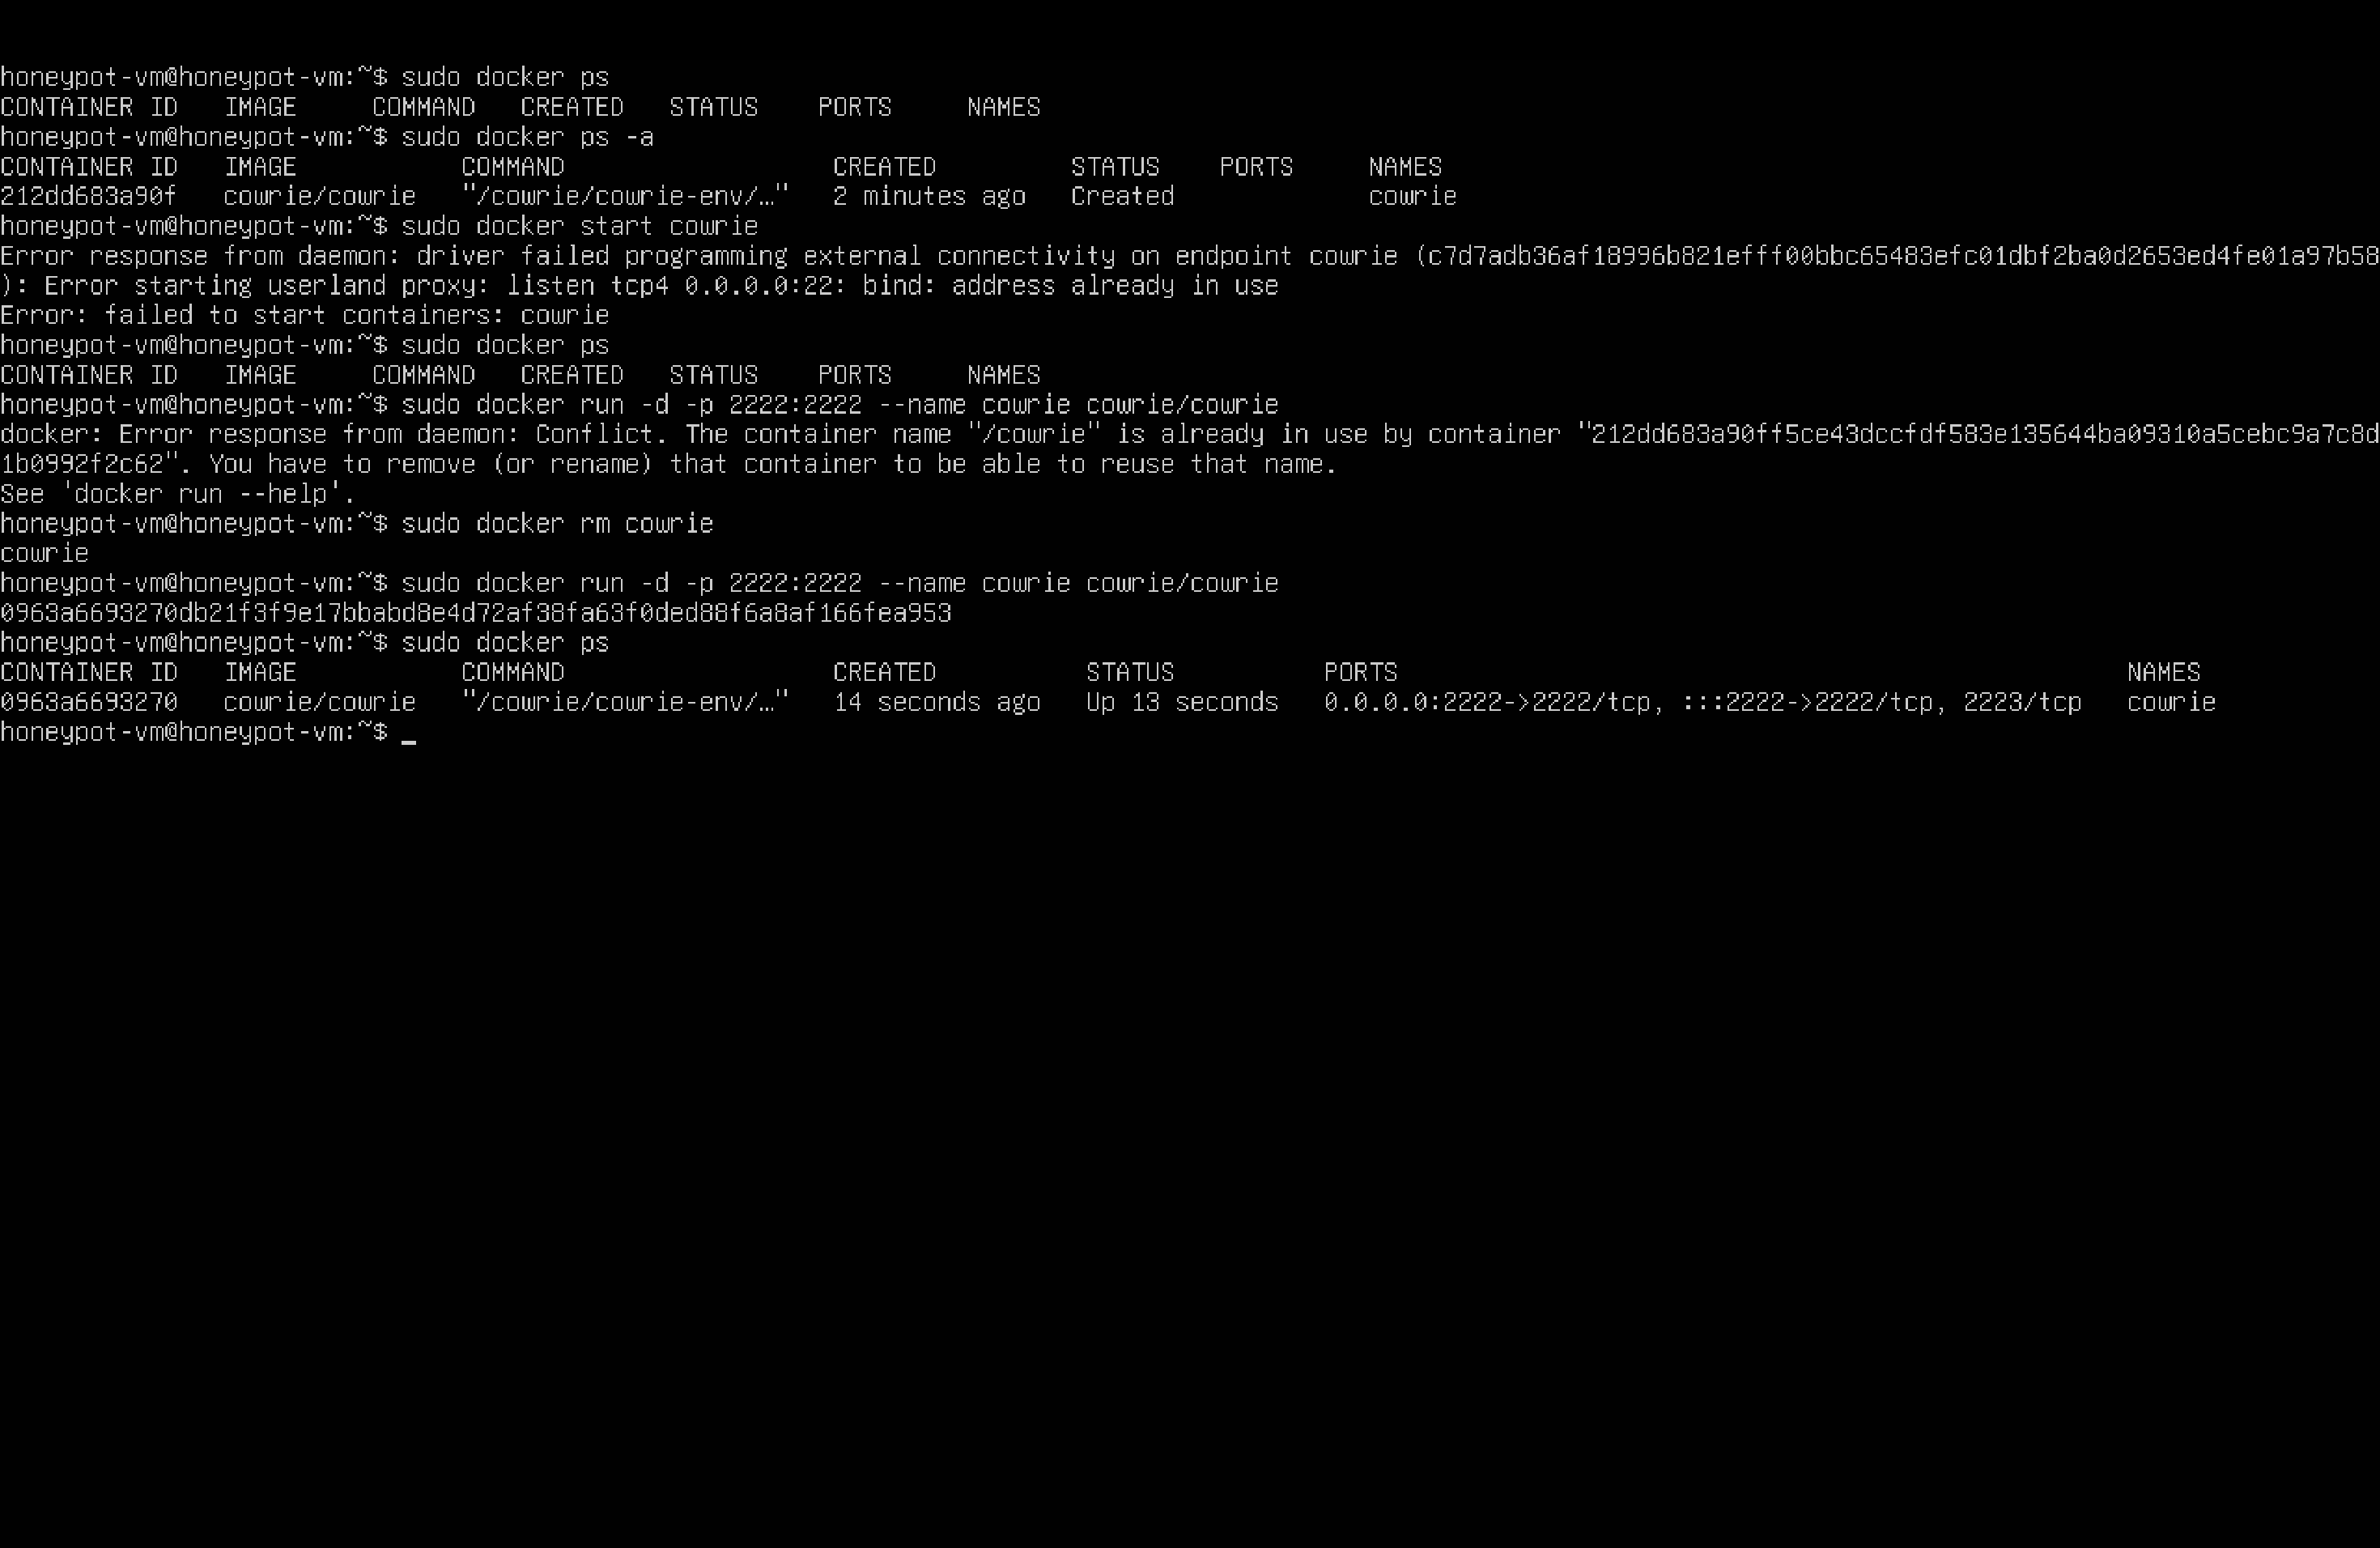 honeypot-vm@honeypot-vm:~$ sudo docker ps
CONTAINER ID   IMAGE     COMMAND   CREATED   STATUS    PORTS     NAMES
honeypot-vm@honeypot-vm:~$ sudo docker ps -a
CONTAINER ID   IMAGE           COMMAND                  CREATED         STATUS    PORTS     NAMES
212dd683a90f   cowrie/cowrie   "/cowrie/cowrie-env/…"   2 minutes ago   Created             cowrie
honeypot-vm@honeypot-vm:~$ sudo docker start cowrie
Error response from daemon: driver failed programming external connectivity on endpoint cowrie (c7d7adb36af18996b821efff00bbc65483efc01dbf2ba0d2653ed4fe01a97b58
): Error starting userland proxy: listen tcp4 0.0.0.0:22: bind: address already in use
Error: failed to start containers: cowrie
honeypot-vm@honeypot-vm:~$ sudo docker ps
CONTAINER ID   IMAGE     COMMAND   CREATED   STATUS    PORTS     NAMES
honeypot-vm@honeypot-vm:~$ sudo docker run -d -p 2222:2222 --name cowrie cowrie/cowrie
docker: Error response from daemon: Conflict. The container name "/cowrie" is already in use by container "212dd683a90ff5ce43dccfdf583e135644ba09310a5cebc9a7c8d
1b0992f2c62". You have to remove (or rename) that container to be able to reuse that name.
See 'docker run --help'.
honeypot-vm@honeypot-vm:~$ sudo docker rm cowrie
cowrie
honeypot-vm@honeypot-vm:~$ sudo docker run -d -p 2222:2222 --name cowrie cowrie/cowrie
0963a6693270db21f3f9e17bbabd8e4d72af38fa63f0ded88f6a8af166fea953
honeypot-vm@honeypot-vm:~$ sudo docker ps
CONTAINER ID   IMAGE           COMMAND                  CREATED          STATUS          PORTS                                                 NAMES
0963a6693270   cowrie/cowrie   "/cowrie/cowrie-env/…"   14 seconds ago   Up 13 seconds   0.0.0.0:2222->2222/tcp, :::2222->2222/tcp, 2223/tcp   cowrie
honeypot-vm@honeypot-vm:~$ _